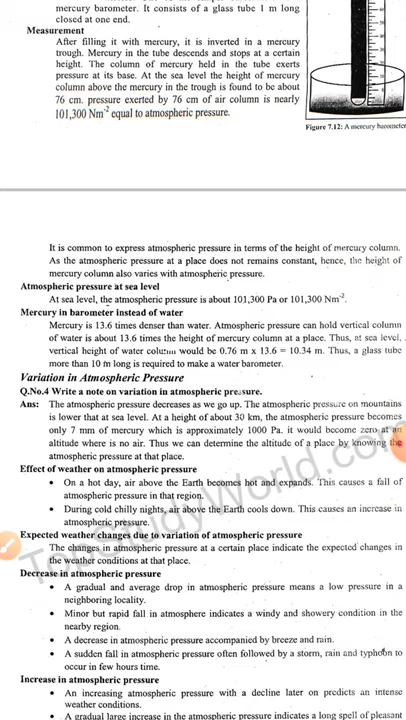 mercury barometer. It consists of a glass tube 1 m long
closed at one end.
Measurement
After filling it with mercury, it is inverted in a mercury
trough. Mercury in the tube descends and stops at a certain
height. The column of mercury held in the tube exerts
pressure at its base. At the sea level the height of mercury
column above the mercury in the trough is found to be about
76 cm. pressure exerted by 76 cm of air column is nearly
101,300 Nm⁻² equal to atmospheric pressure.
Figure 7.12: A mercury barometer
It is common to express atmospheric pressure in terms of the height of mercury column.
As the atmospheric pressure at a place does not remains constant, hence, the height of
mercury column also varies with atmospheric pressure.
Atmospheric pressure at sea level
At sea level, the atmospheric pressure is about 101,300 Pa or 101,300 Nm⁻².
Mercury in barometer instead of water
Mercury is 13.6 times denser than water. Atmospheric pressure can hold vertical column
of water is about 13.6 times the height of mercury column at a place. Thus, at sea level,
vertical height of water column would be 0.76 m x 13.6 = 10.34 m. Thus, a glass tube
more than 10 m long is required to make a water barometer.
Variation in Atmospheric Pressure
Q.No.4 Write a note on variation in atmospheric pressure.
Ans: The atmospheric pressure decreases as we go up. The atmospheric pressure on mountains
is lower that at sea level. At a height of about 30 km, the atmospheric pressure becomes
only 7 mm of mercury which is approximately 1000 Pa. it would become zero at an
altitude where is no air. Thus we can determine the altitude of a place by knowing the
atmospheric pressure at that place.
Effect of weather on atmospheric pressure
• On a hot day, air above the Earth becomes hot and expands. This causes a fall of
atmospheric pressure in that region.
• During cold chilly nights, air above the Earth cools down. This causes an increase in
atmospheric pressure.
Expected weather changes due to variation of atmospheric pressure
The changes in atmospheric pressure at a certain place indicate the expected changes in
the weather conditions at that place.
Decrease in atmospheric pressure
• A gradual and average drop in atmospheric pressure means a low pressure in a
neighboring locality.
• Minor but rapid fall in atmosphere indicates a windy and showery condition in the
nearby region.
• A decrease in atmospheric pressure accompanied by breeze and rain.
• A sudden fall in atmospheric pressure often followed by a storm, rain and typhoon to
occur in few hours time.
Increase in atmospheric pressure
• An increasing atmospheric pressure with a decline later on predicts an intense
weather conditions.
• A gradual large increase in the atmospheric pressure indicates a long spell of pleasant
TopStudyWorld.com